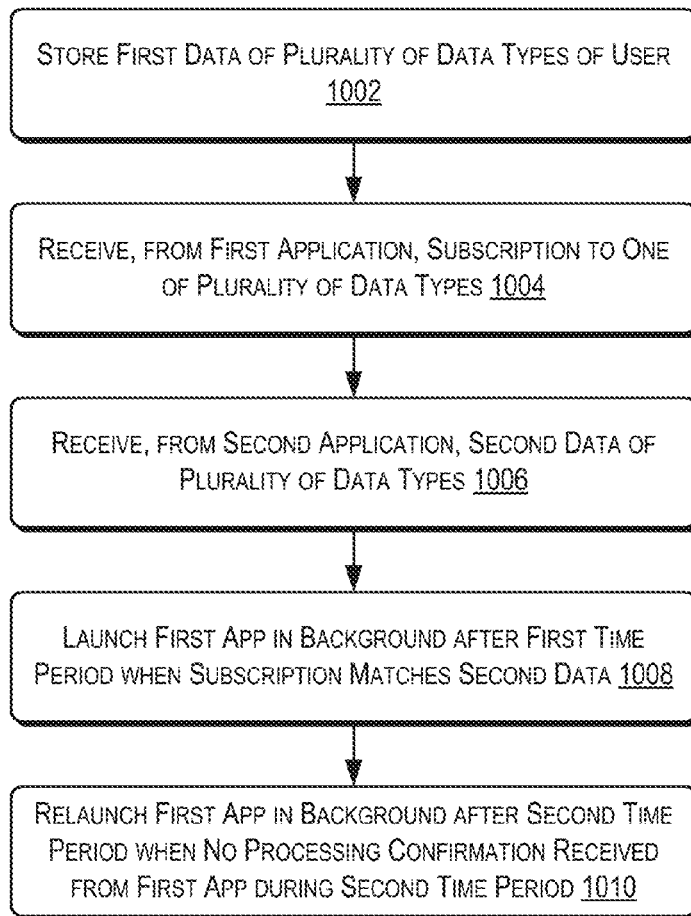 STORE FIRST DATA OF PLURALITY OF DATA TYPES OF USER
1002
RECEIVE, FROM FIRST APPLICATION, SUBSCRIPTION TO ONE
OF PLURALITY OF DATA TYPES 1004
RECEIVE, FROM SECOND APPLICATION, SECOND DATA OF
PLURALITY OF DATA TYPES 1006
LAUNCH FIRST APP IN BACKGROUND AFTER FIRST TIME
PERIOD WHEN SUBSCRIPTION MATCHES SECOND DATA 1008
RELAUNCH FIRST APP IN BACKGROUND AFTER SECOND TIME
PERIOD WHEN NO PROCESSING CONFIRMATION RECEIVED
FROM FIRST APP DURING SECOND TIME PERIOD 1010